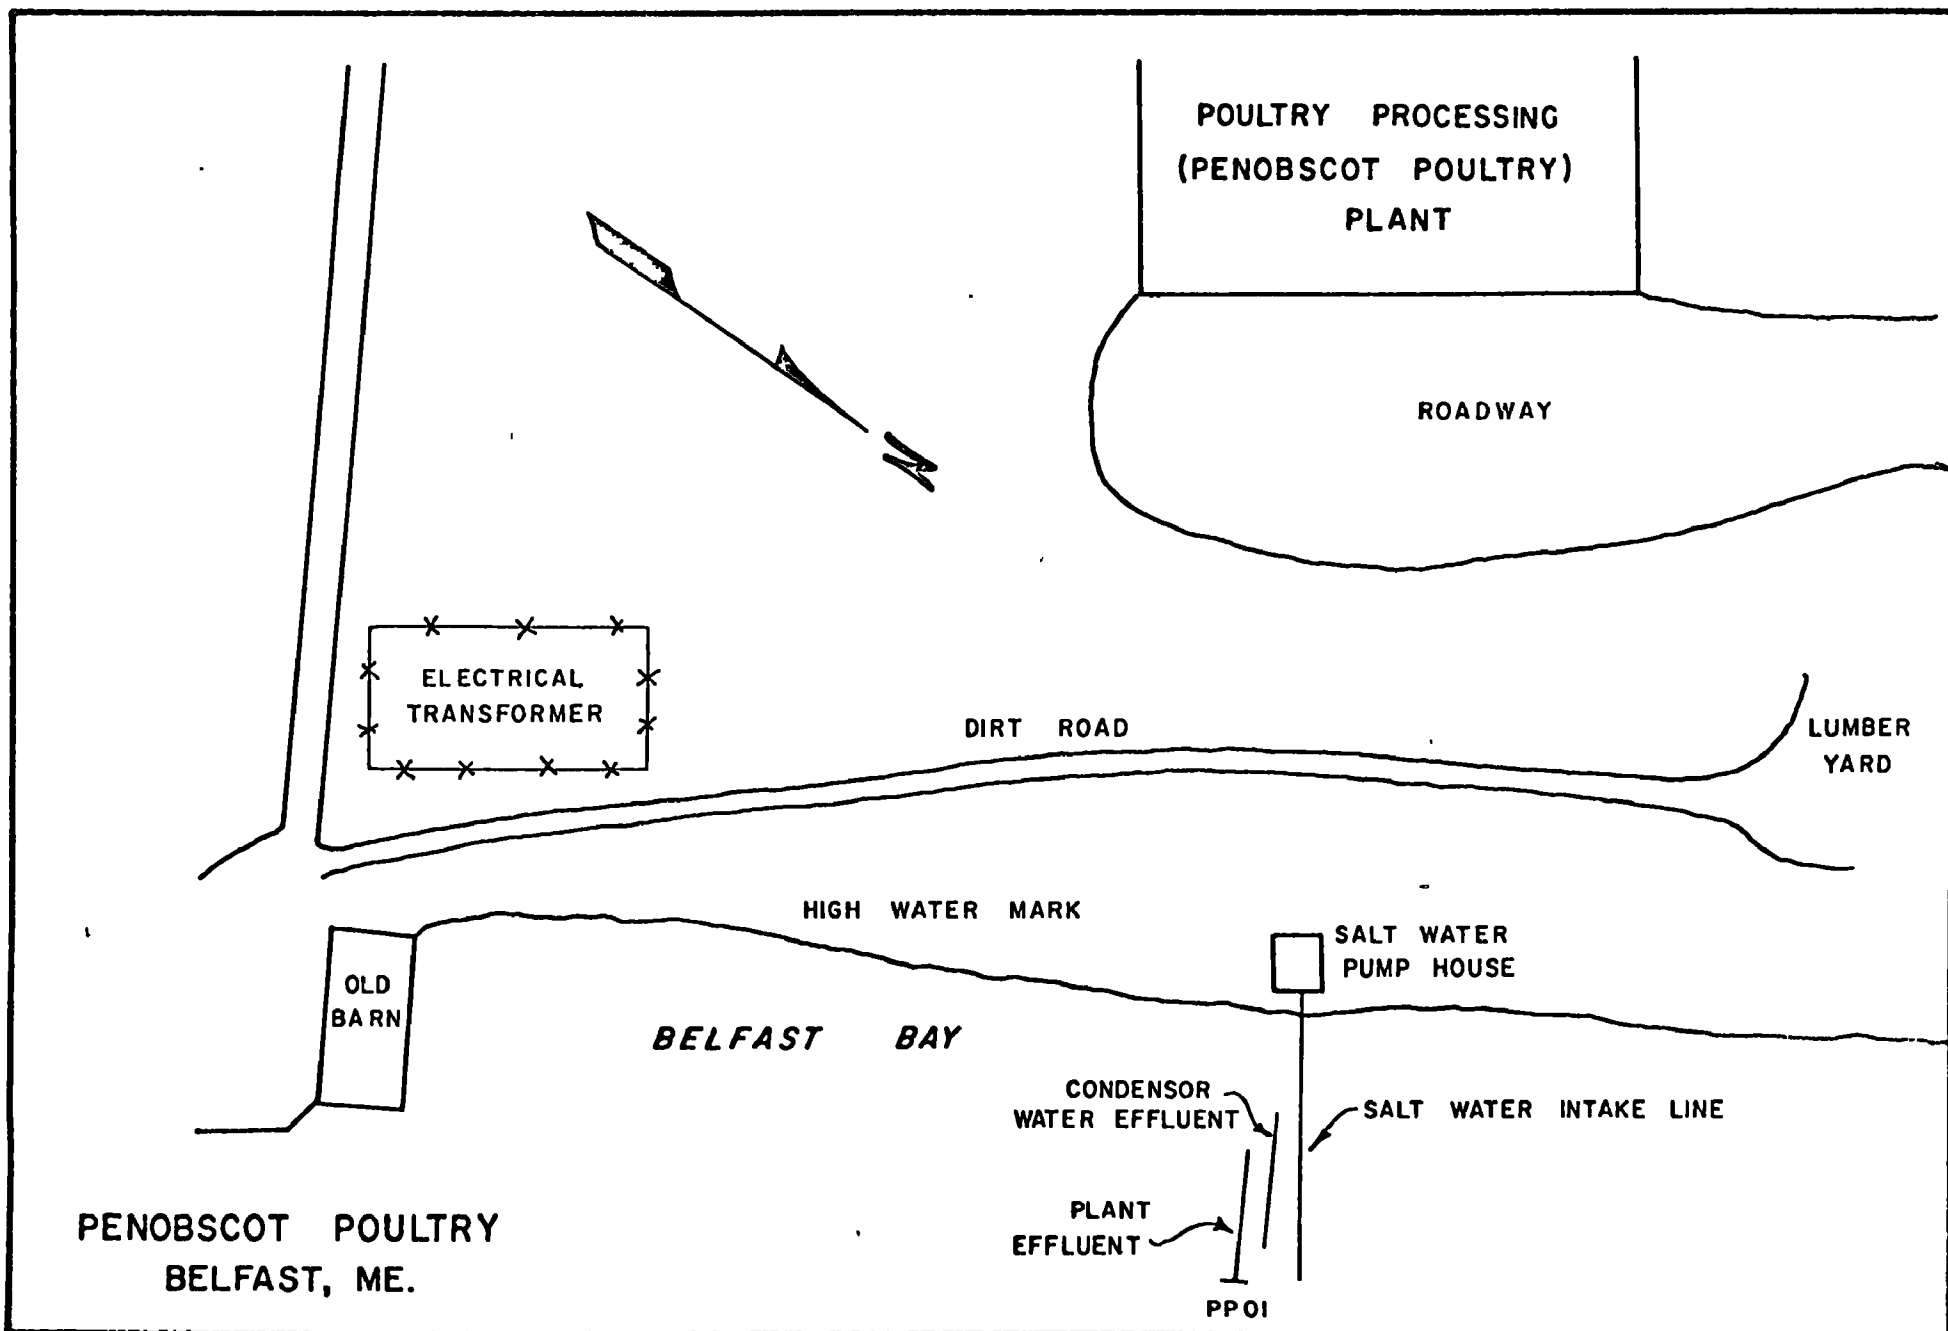 POULTRY PROCESSING
(PENOBSCOT POULTRY)
PLANT
ROADWAY
N
ELECTRICAL
TRANSFORMER
DIRT ROAD
LUMBER
YARD
HIGH WATER MARK
SALT WATER
PUMP HOUSE
OLD
BARN
BELFAST BAY
CONDENSOR
WATER EFFLUENT
SALT WATER INTAKE LINE
PLANT
EFFLUENT
PP01
PENOBSCOT POULTRY
BELFAST, ME.